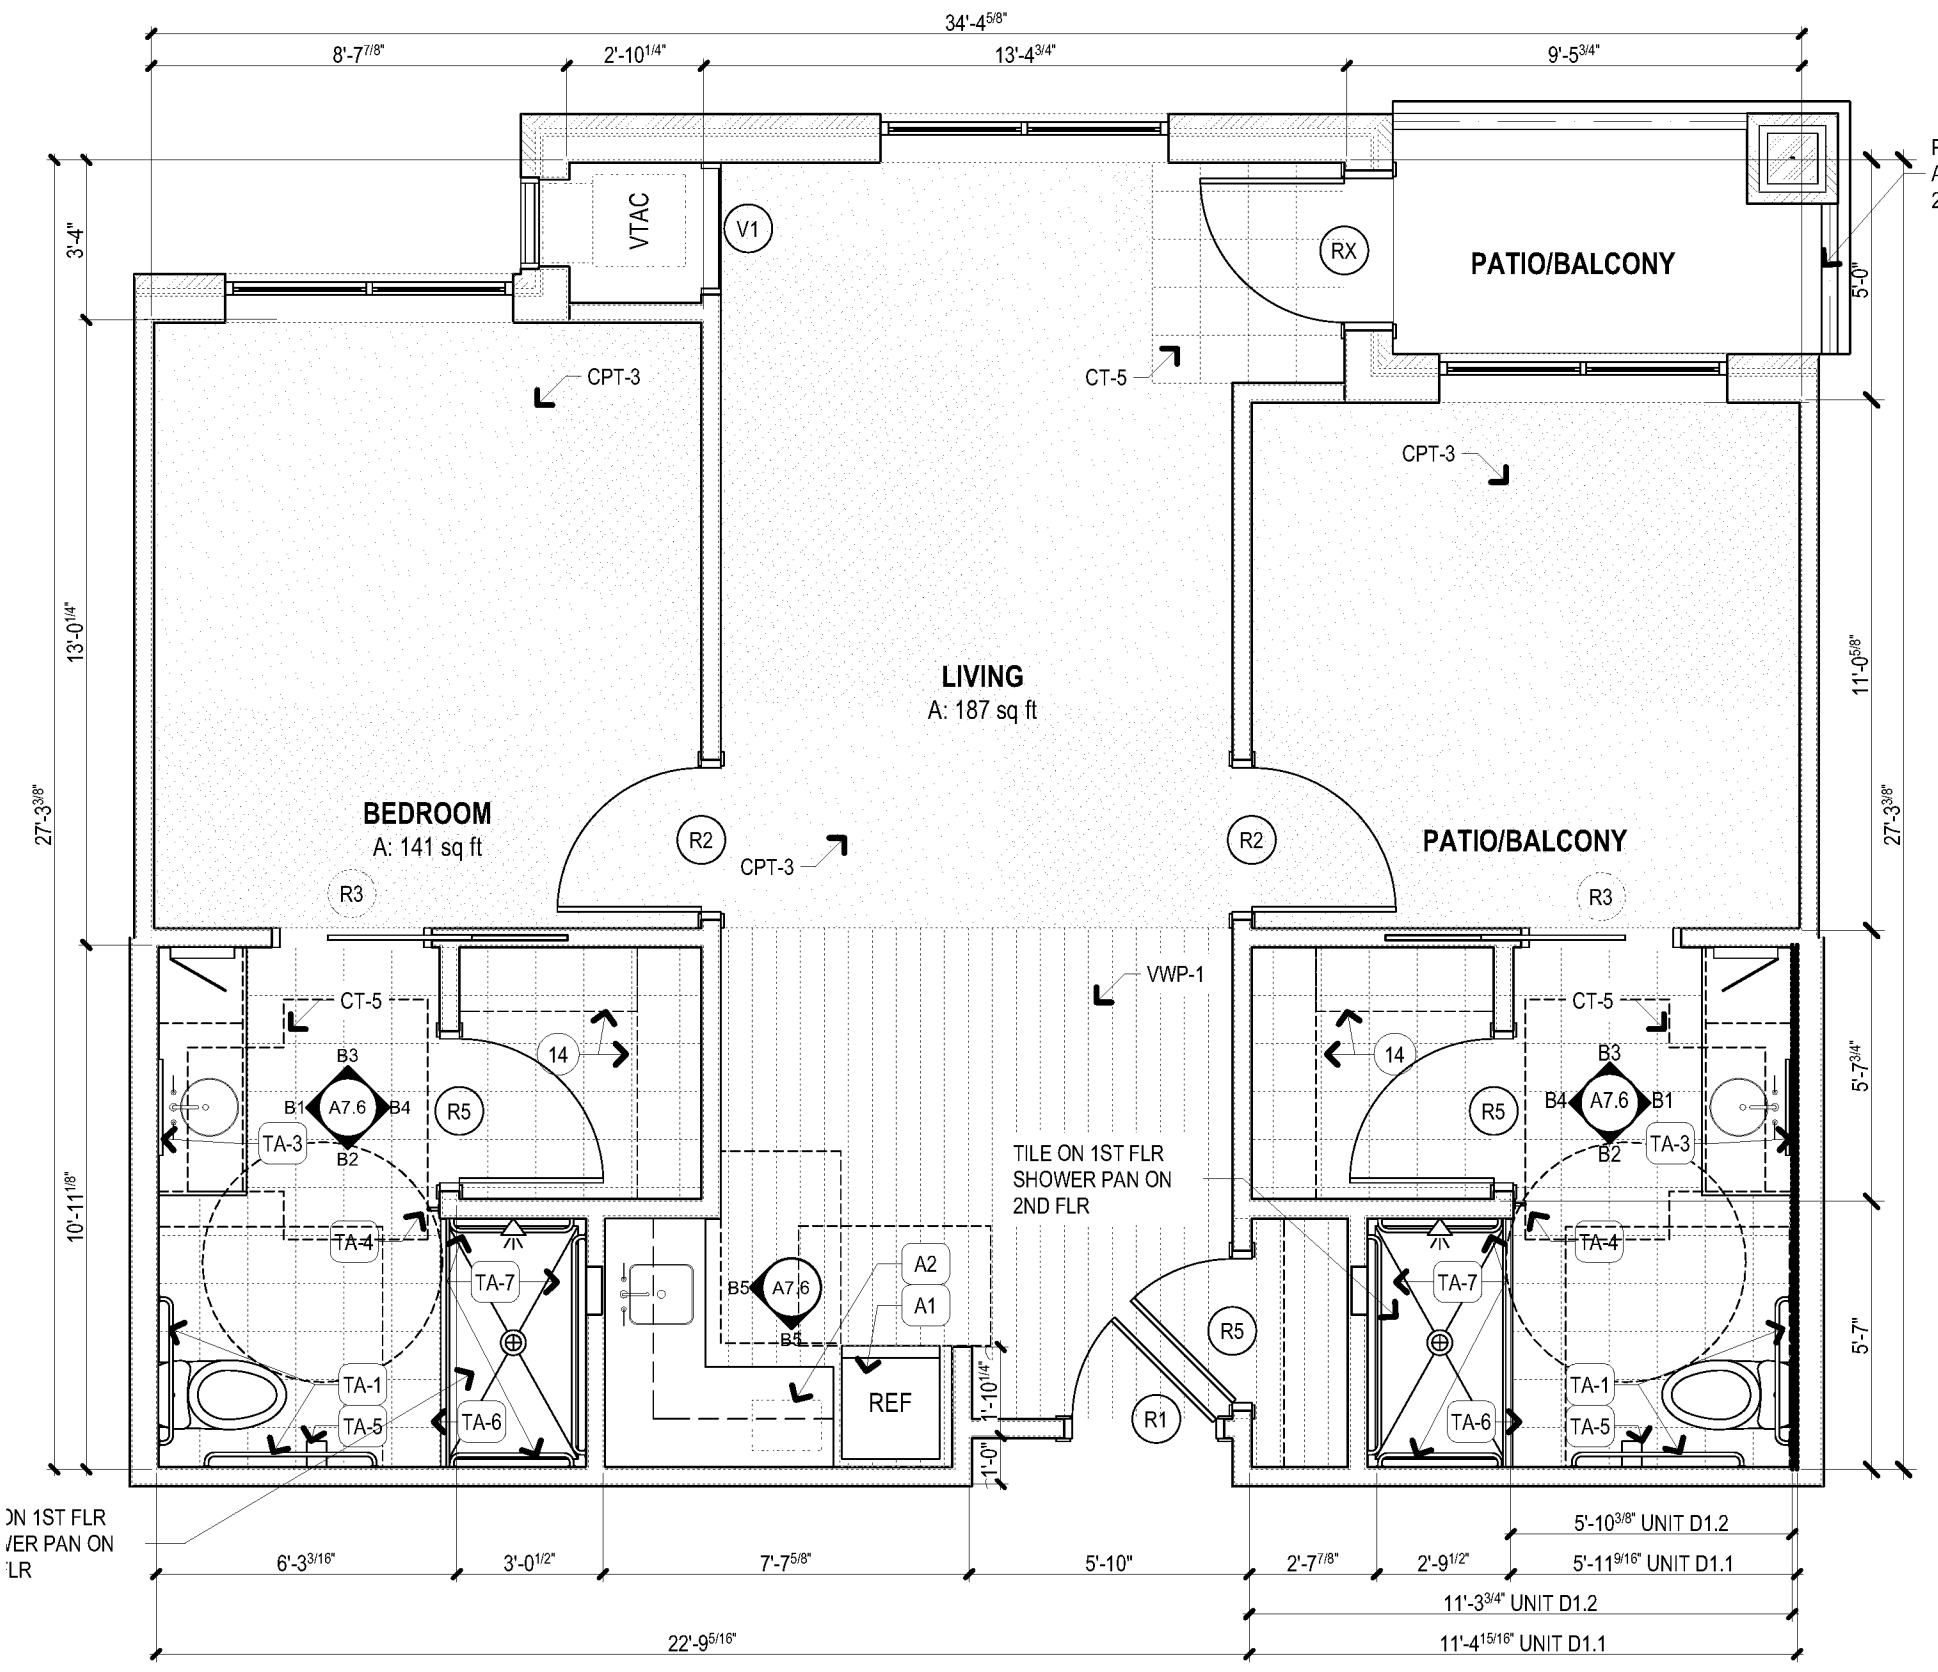 34'-4 5/8"
8'-7 7/8"
2'-10 1/4"
13'-4 3/4"
9'-5 3/4"
3'-4"
VTAC
V1
RX
PATIO/BALCONY
5'-0"
CPT-3
CT-5
CPT-3
13'-0 1/4"
27'-3 3/8"
LIVING
A: 187 sq ft
11'-0 5/8"
27'-3 3/8"
BEDROOM
A: 141 sq ft
R2
CPT-3
R2
PATIO/BALCONY
R3
R3
VWP-1
CT-5
CT-5
14
14
B3
B1
A7.6
B4
B2
B3
B4
A7.6
B1
B2
R5
R5
5'-7 3/4"
TA-3
TA-3
TILE ON 1ST FLR
SHOWER PAN ON
2ND FLR
10'-11 1/8"
TA-4
TA-4
TA-7
TA-7
A2
A1
B5
A7.6
B5
R5
5'-7"
TA-1
TA-5
TA-6
REF
1'-10 1/4"
1'-0"
R1
TA-6
TA-1
TA-5
ON 1ST FLR
PAN ON
5'-10 3/8" UNIT D1.2
6'-3 3/16"
3'-0 1/2"
7'-7 5/8"
5'-10"
2'-7 7/8"
2'-9 1/2"
5'-11 9/16" UNIT D1.1
11'-3 3/4" UNIT D1.2
22'-9 5/16"
11'-4 15/16" UNIT D1.1